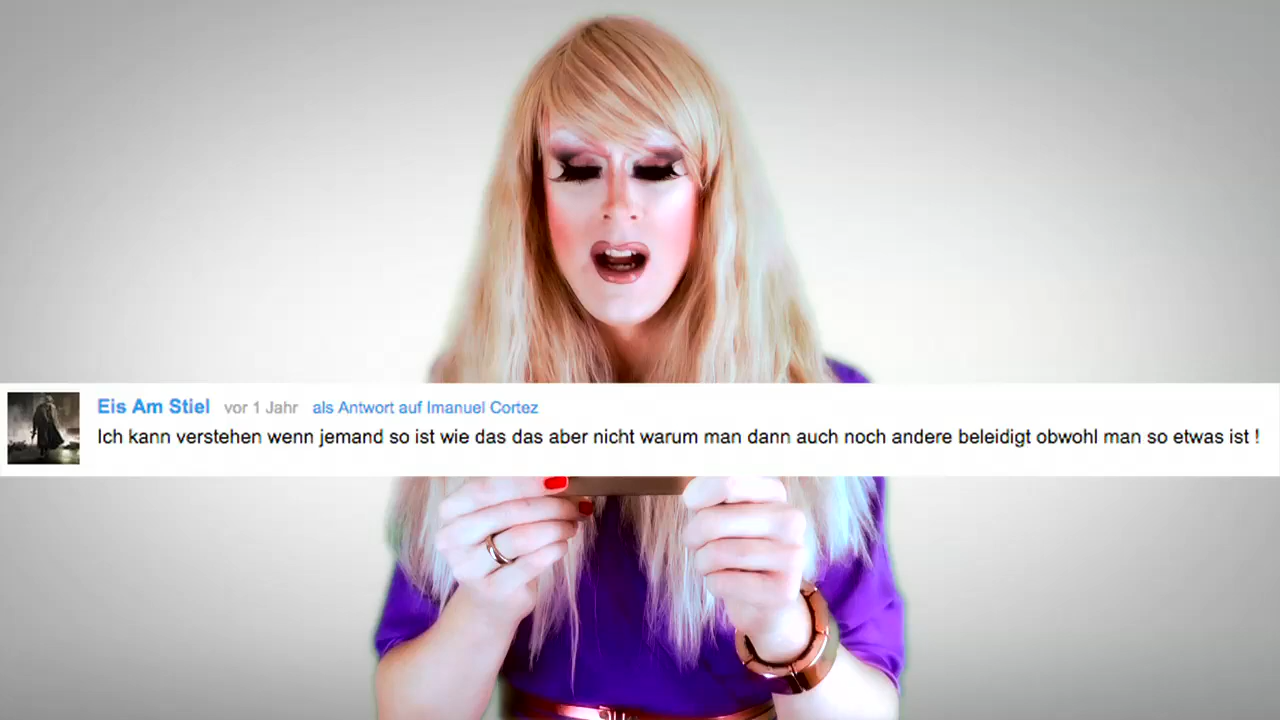 Eis Am Stiel vor 1 Jahr als Antwort auf Imanuel Cortez
Ich kann verstehen wenn jemand so ist wie das das aber nicht warum man dann auch noch andere beleidigt obwohl man so etwas ist !